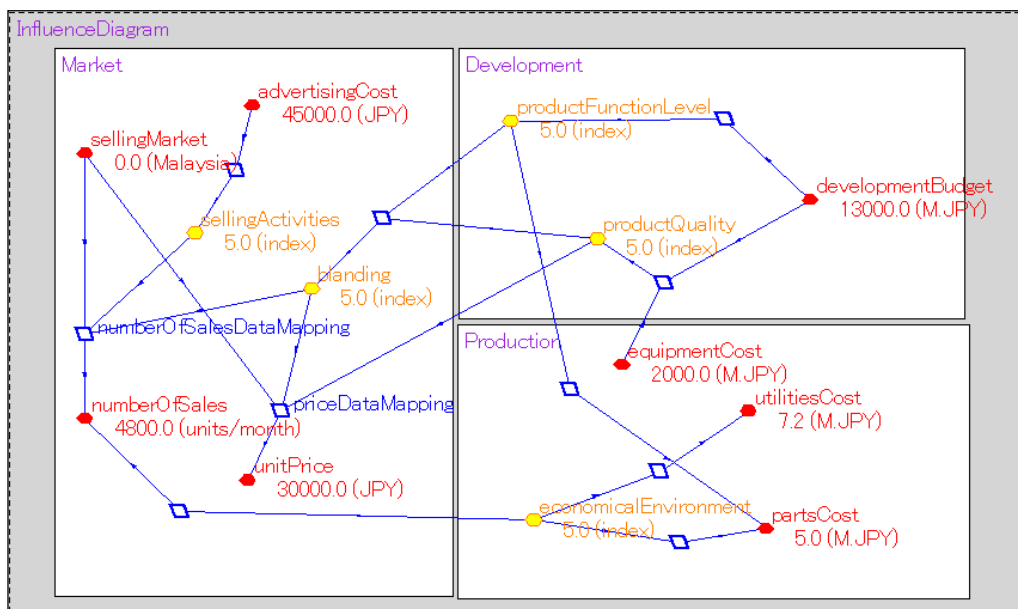 InfluenceDiagram
Market
advertisingCost
45000.0 (JPY)
sellingMarket
0.0 (Malaysia)
sellingActivities
5.0 (index)
blanding
5.0 (index)
numberOfSalesDataMapping
numberOfSales
4800.0 (units/month)
priceDataMapping
unitPrice
30000.0 (JPY)
Development
productFunctionLevel
5.0 (index)
developmentBudget
13000.0 (M.JPY)
productQuality
5.0 (index)
Production
equipmentCost
2000.0 (M.JPY)
utilitiesCost
7.2 (M.JPY)
economicalEnvironment
5.0 (index)
partsCost
5.0 (M.JPY)